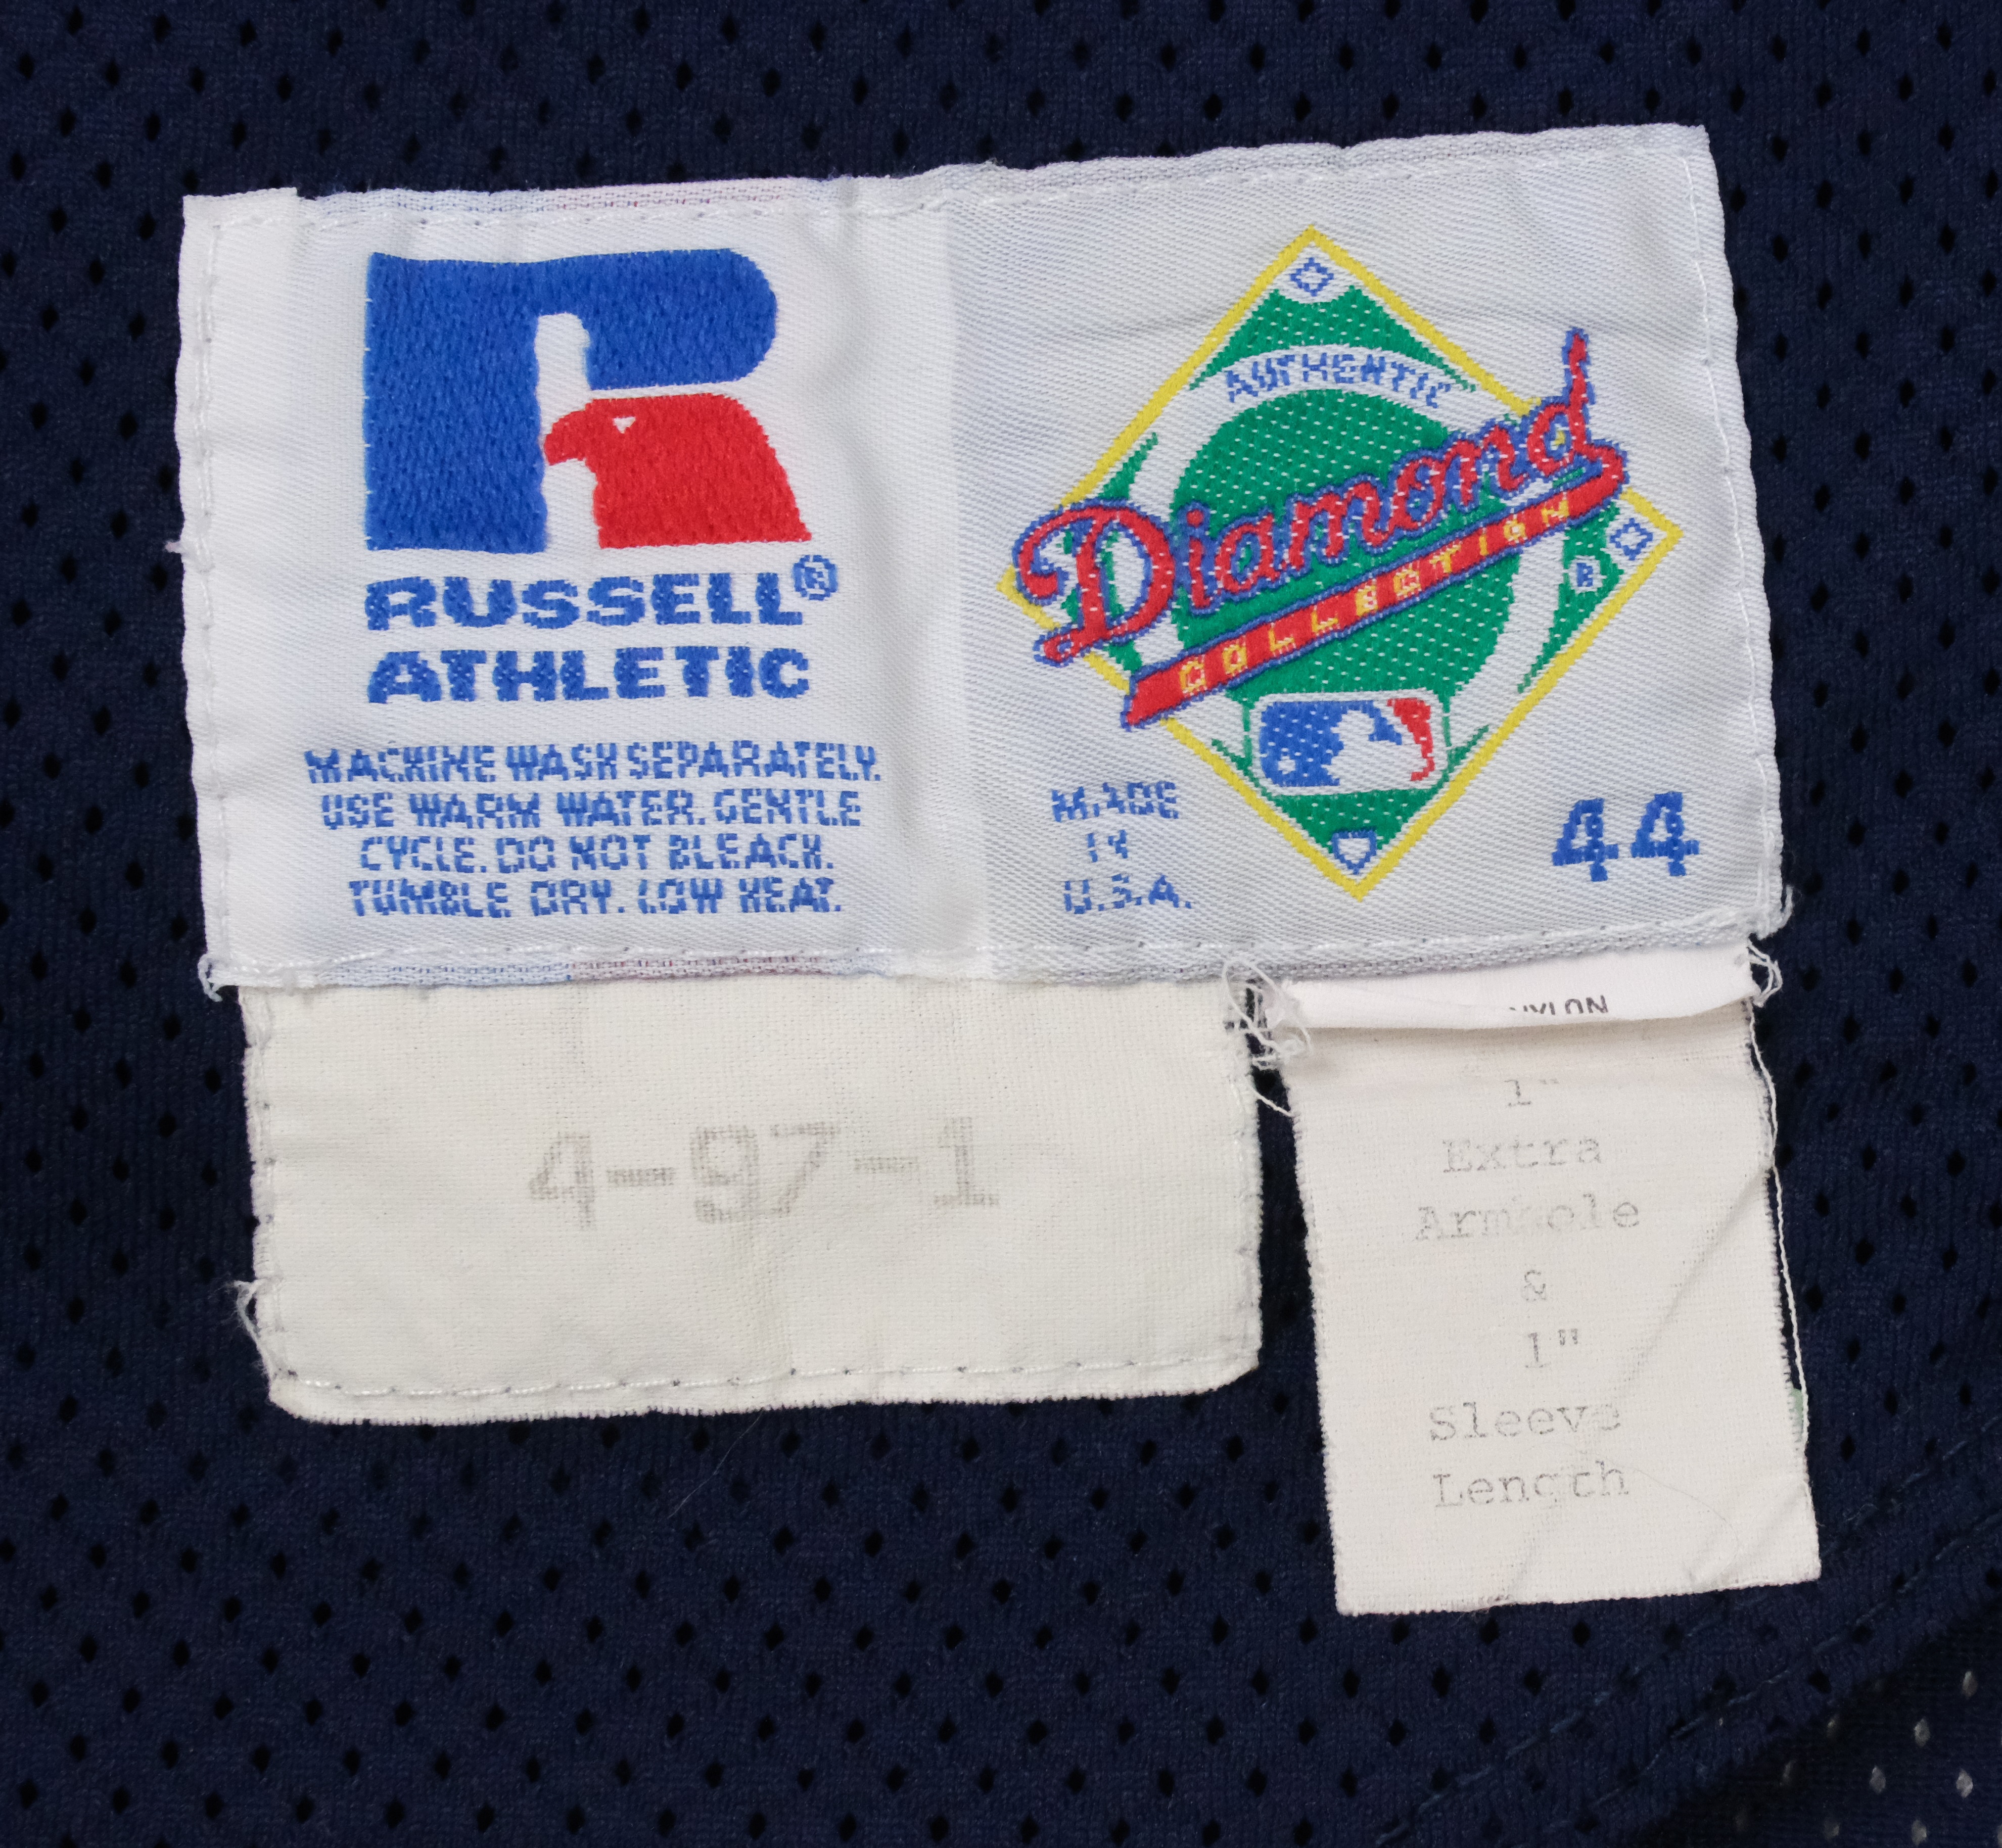 RUSSELL®
ATHLETIC
MACHINE WASH SEPARATELY.
USE WARM WATER. GENTLE
CYCLE. DO NOT BLEACH.
TUMBLE DRY. LOW HEAT.
AUTHENTIC
Diamond
COLLECTION
®
MADE
IN
U.S.A.
44
NYLON
4-97-1
1"
Extra
Armhole
&
1"
Sleeve
Length